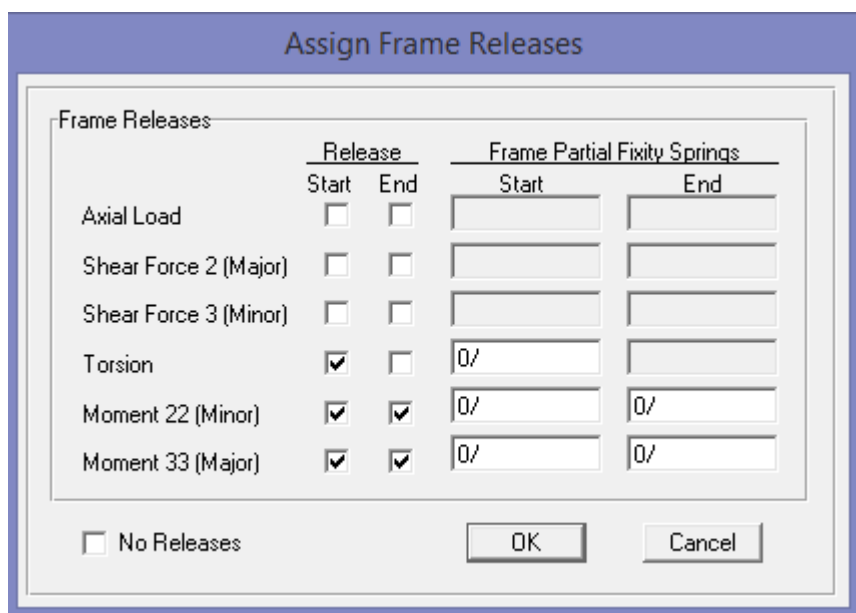 Assign Frame Releases
Frame Releases
Release Frame Partial Fixity Springs
Start End Start End
Axial Load
Shear Force 2 (Major)
Shear Force 3 (Minor)
Torsion 0/
Moment 22 (Minor) 0/ 0/
Moment 33 (Major) 0/ 0/
No Releases OK Cancel